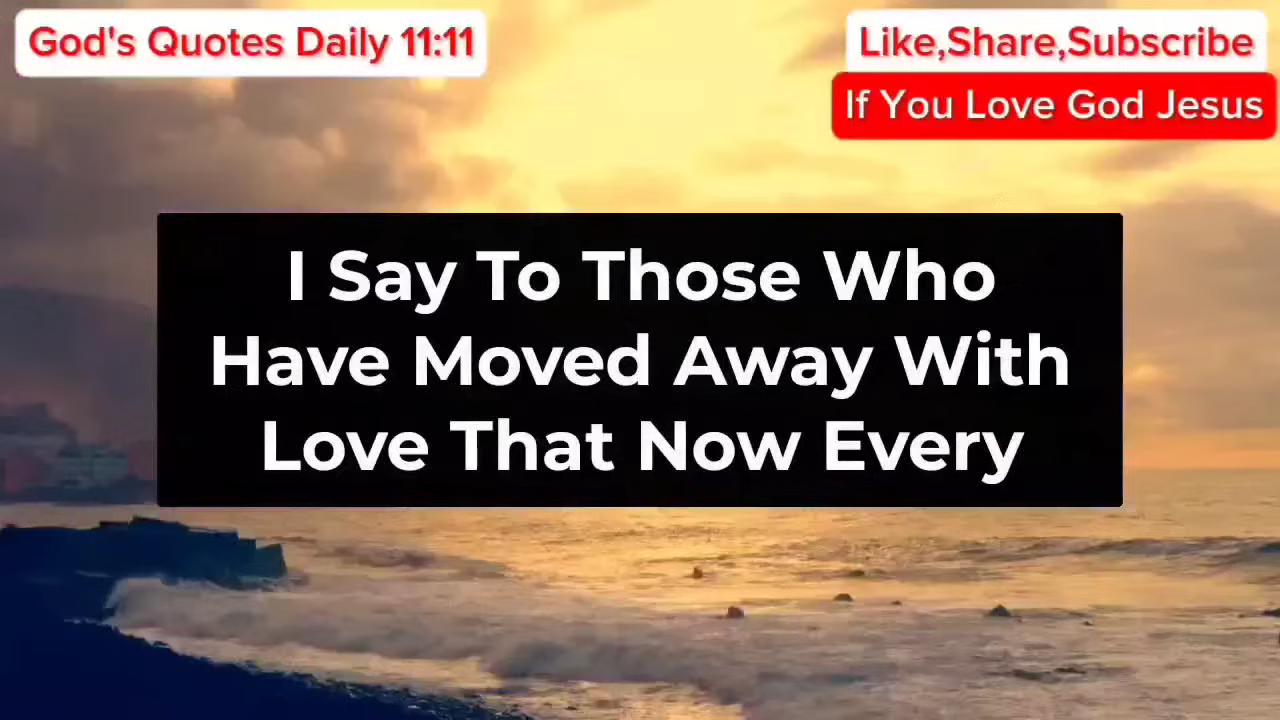 God's Quotes Daily 11:11
Like,Share,Subscribe
If You Love God Jesus
I Say To Those Who
Have Moved Away With
Love That Now Every